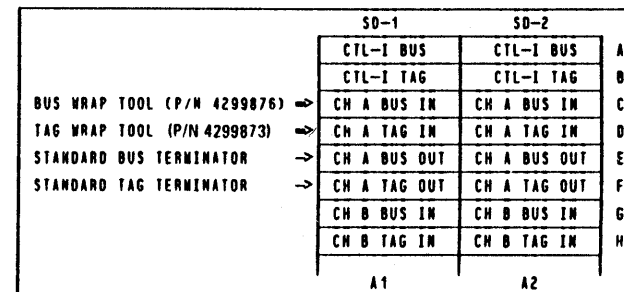 SD-1 SD-2
CTL-I BUS CTL-I BUS A
CTL-I TAG CTL-I TAG B
BUS WRAP TOOL (P/N 4299876) => CH A BUS IN CH A BUS IN C
TAG WRAP TOOL (P/N 4299873) => CH A TAG IN CH A TAG IN D
STANDARD BUS TERMINATOR -> CH A BUS OUT CH A BUS OUT E
STANDARD TAG TERMINATOR -> CH A TAG OUT CH A TAG OUT F
CH B BUS IN CH B BUS IN G
CH B TAG IN CH B TAG IN H
A1 A2